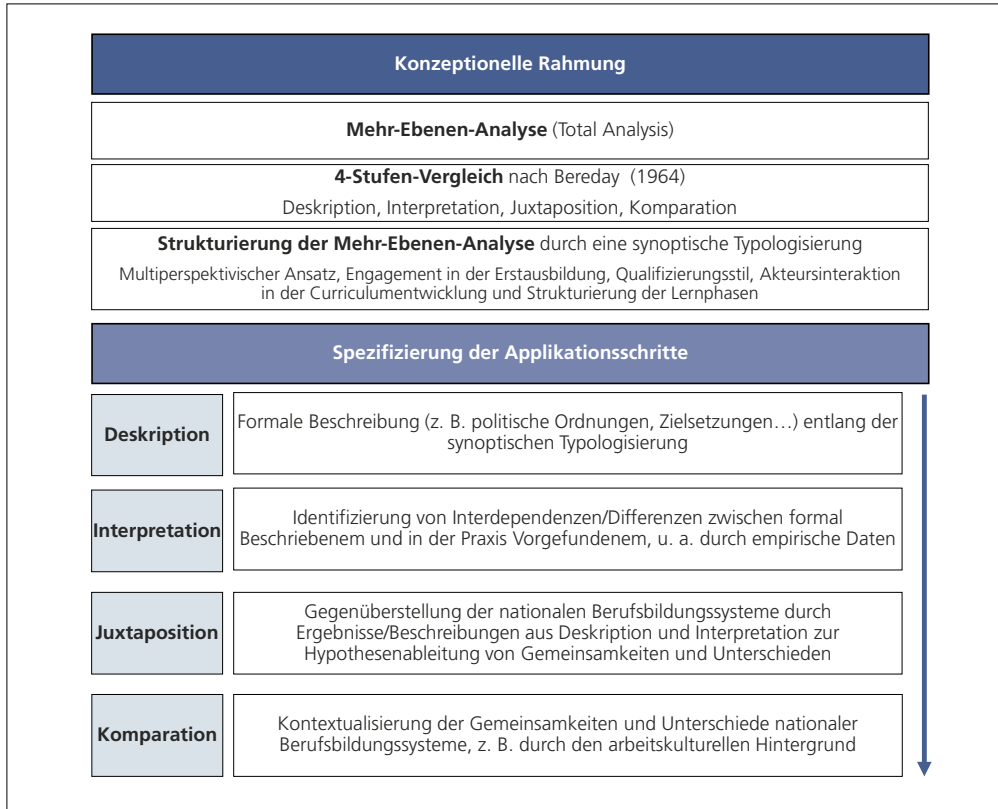 Konzeptionelle Rahmung
Mehr-Ebenen-Analyse (Total Analysis)
4-Stufen-Vergleich nach Bereday (1964)
Deskription, Interpretation, Juxtaposition, Komparation
Strukturierung der Mehr-Ebenen-Analyse durch eine synoptische Typologisierung
Multiperspektivischer Ansatz, Engagement in der Erstausbildung, Qualifizierungsstil, Akteursinteraktion
in der Curriculumentwicklung und Strukturierung der Lernphasen
Spezifizierung der Applikationsschritte
Deskription
Formale Beschreibung (z. B. politische Ordnungen, Zielsetzungen…) entlang der
synoptischen Typologisierung
Interpretation
Identifizierung von Interdependenzen/Differenzen zwischen formal
Beschriebenem und in der Praxis Vorgefundenem, u. a. durch empirische Daten
Juxtaposition
Gegenüberstellung der nationalen Berufsbildungssysteme durch
Ergebnisse/Beschreibungen aus Deskription und Interpretation zur
Hypothesenableitung von Gemeinsamkeiten und Unterschieden
Komparation
Kontextualisierung der Gemeinsamkeiten und Unterschiede nationaler
Berufsbildungssysteme, z. B. durch den arbeitskulturellen Hintergrund